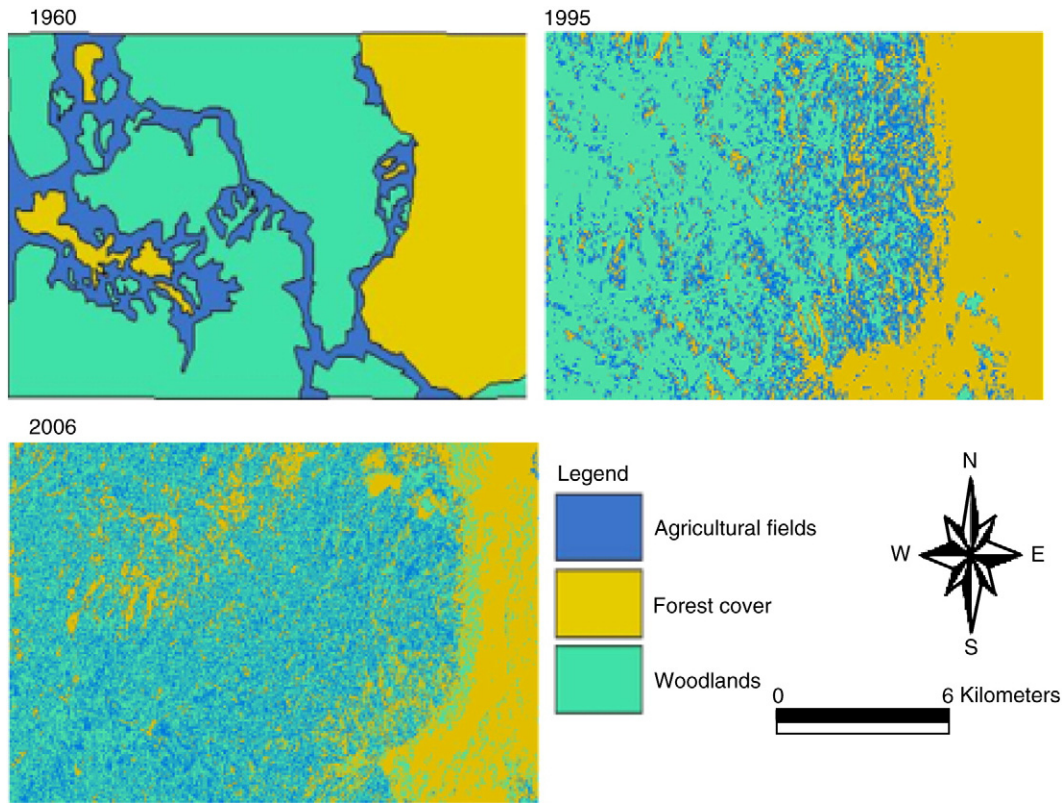 1960
1995
2006
Legend
Agricultural fields
Forest cover
Woodlands
N
W E
S
0 6 Kilometers